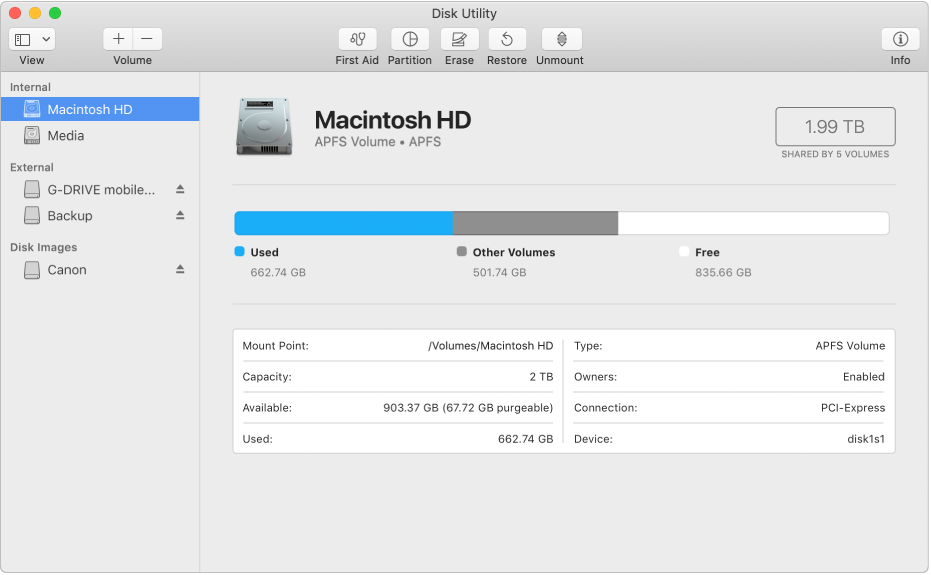 Disk Utility
View
Volume
First Aid
Partition
Erase
Restore
Unmount
Info
Internal
Macintosh HD
Media
External
G-DRIVE mobile...
Backup
Disk Images
Canon
Macintosh HD
APFS Volume • APFS
1.99 TB
SHARED BY 5 VOLUMES
Used
662.74 GB
Other Volumes
501.74 GB
Free
835.66 GB
Mount Point: /Volumes/Macintosh HD
Capacity: 2 TB
Available: 903.37 GB (67.72 GB purgeable)
Used: 662.74 GB
Type: APFS Volume
Owners: Enabled
Connection: PCI-Express
Device: disk1s1